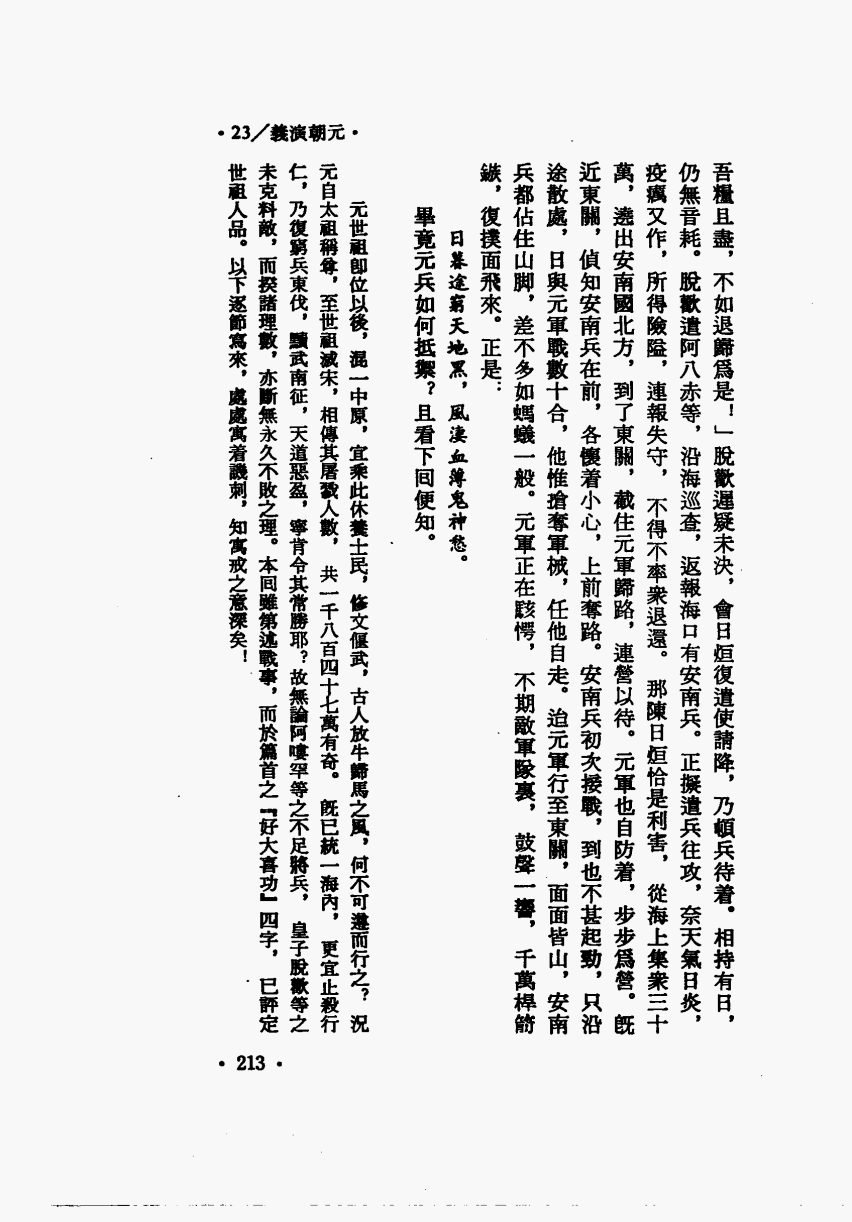 •23/義演朝元•
吾糧且盡，不如退歸爲是！」脫歡遲疑未決，會日烜復遣使請降，乃頓兵待着。相持有日，
仍無音耗。脫歡遣阿八赤等，沿海巡查，返報海口有安南兵。正擬遣兵往攻，奈天氣日炎，
疫癘又作，所得險隘，連報失守，不得不率衆退還。那陳日烜恰是利害，從海上集衆三十
萬，遶出安南國北方，到了東關，截住元軍歸路，連營以待。元軍也自防着，步步爲營。旣
近東關，偵知安南兵在前，各懷着小心，上前奪路。安南兵初次接戰，到也不甚起勁，只沿
途散處，日與元軍戰數十合，他惟搶奪軍械，任他自走。迨元軍行至東關，面面皆山，安南
兵都佔住山脚，差不多如螞蟻一般。元軍正在駭愕，不期敵軍隊裏，鼓聲一響，千萬桿箭
鏃，復撲面飛來。正是：
日暮途窮天地黑，風淒血薄鬼神愁。
畢竟元兵如何抵禦？且看下回便知。
元世祖卽位以後，混一中原，宜乘此休養士民，修文偃武，古人放牛歸馬之風，何不可遵而行之？況
元自太祖稱尊，至世祖滅宋，相傳其屠戮人數，共一千八百四十七萬有奇。旣已統一海內，更宜止殺行
仁，乃復窮兵東伐，黷武南征，天道惡盈，寧肯令其常勝耶？故無論阿嘍罕等之不足將兵，皇子脫歡等之
未克料敵，而揆諸理數，亦斷無永久不敗之理。本回雖第述戰事，而於篇首之『好大喜功』四字，已評定
世祖人品。以下逐節寫來，處處寓着譏刺，知寓戒之意深矣！
•213•